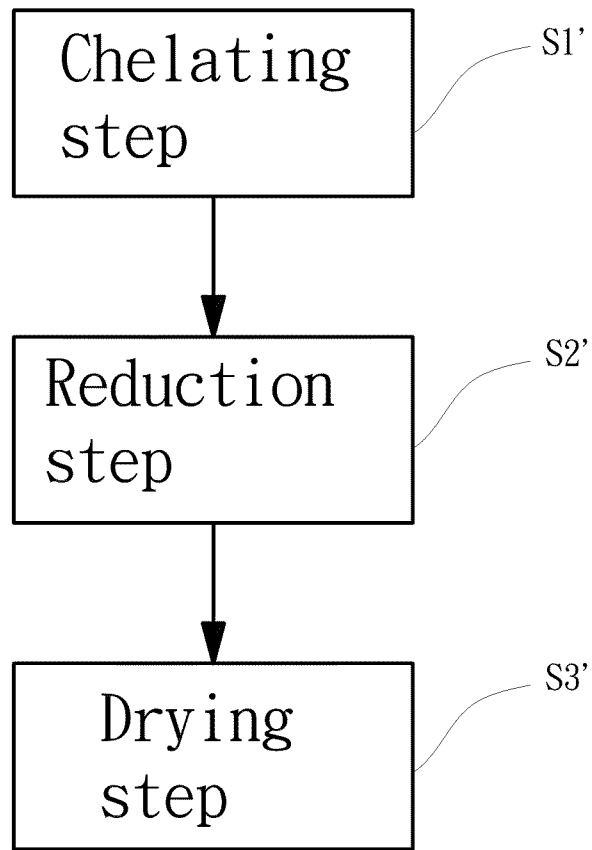 Chelating
step
S1'
Reduction
step
S2'
Drying
step
S3'